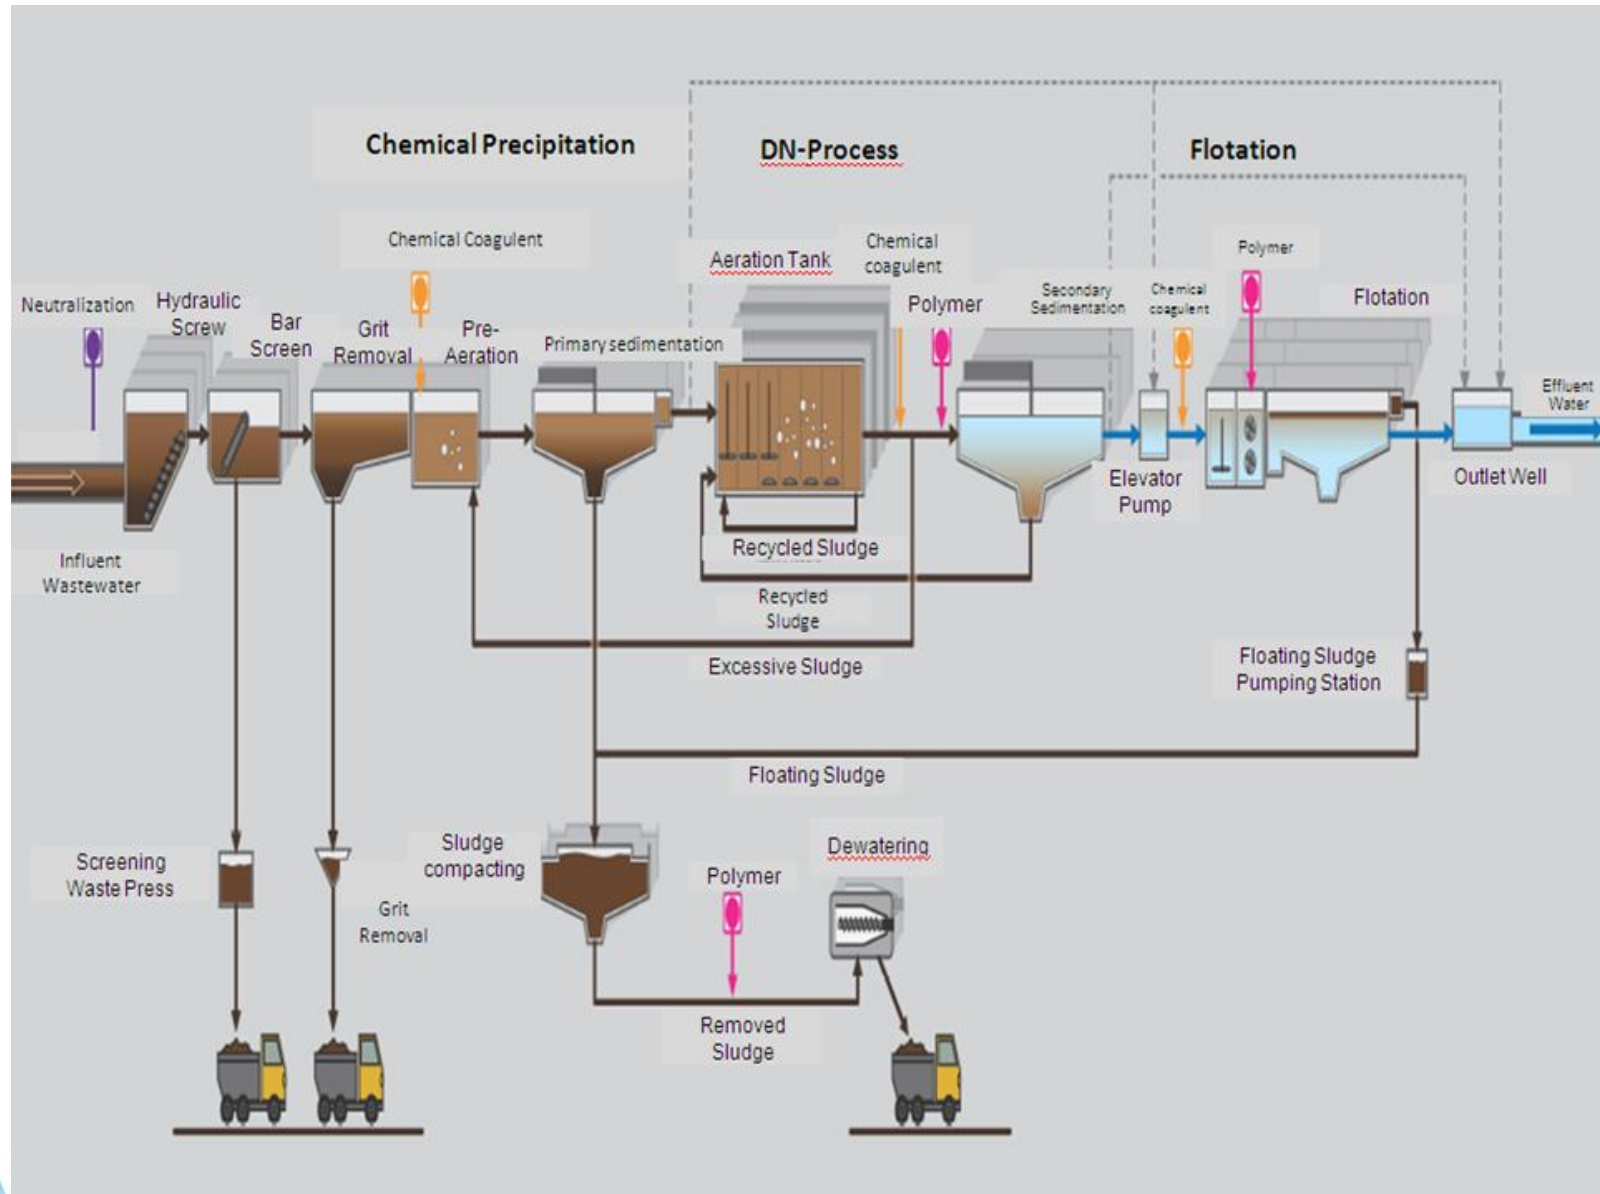 Chemical Precipitation
DN-Process
Flotation
Chemical Coagulent
Chemical
coagulent
Polymer
Aeration Tank
Neutralization
Hydraulic
Screw
Bar
Screen
Grit
Removal
Pre-
Aeration
Primary sedimentation
Polymer
Secondary
Sedimentation
Chemical
coagulent
Flotation
Effluent
Water
Elevator
Pump
Outlet Well
Influent
Wastewater
Recycled Sludge
Recycled
Sludge
Excessive Sludge
Floating Sludge
Pumping Station
Floating Sludge
Screening
Waste Press
Grit
Removal
Sludge
compacting
Polymer
Dewatering
Removed
Sludge